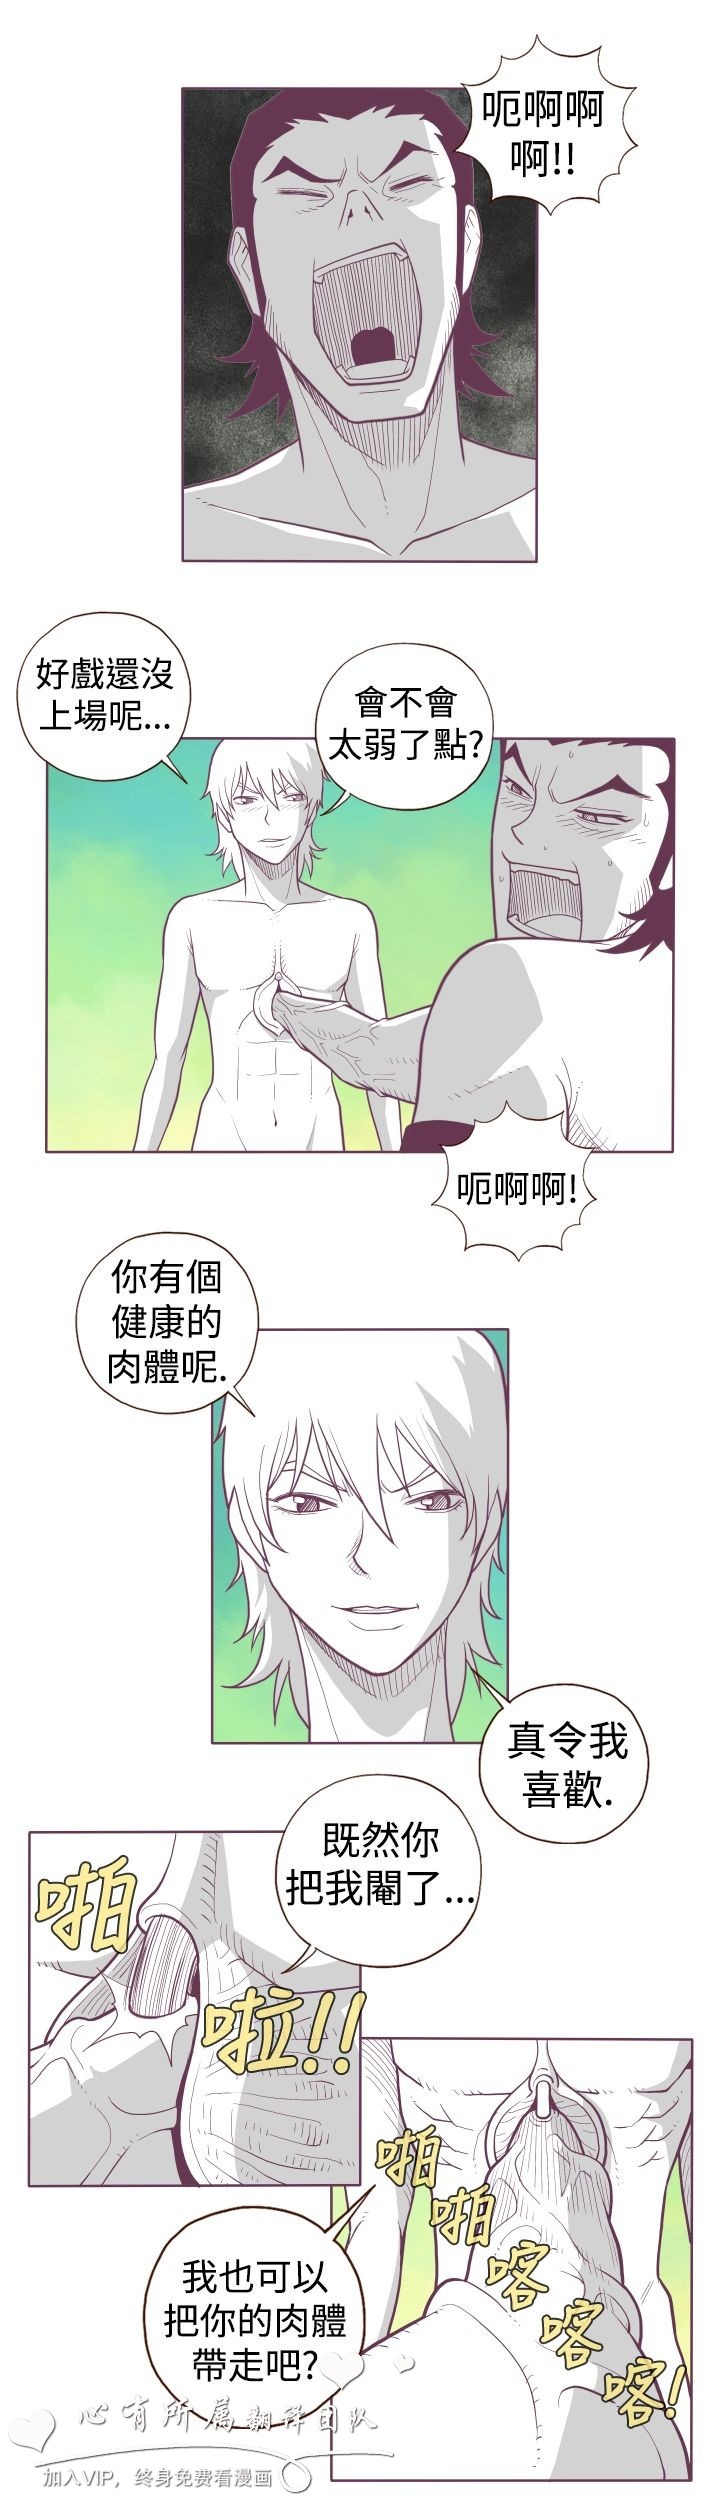 呃啊啊
啊!!
好戲還沒
上場呢...
會不會
太弱了點?
呃啊啊!
你有個
健康的
肉體呢.
真令我
喜歡.
既然你
把我閹了...
啪
啦!!
啪
啪
喀
喀
喀!
我也可以
把你的肉體
帶走吧?
心有所属翻译团队
加入VIP，终身免费看漫画